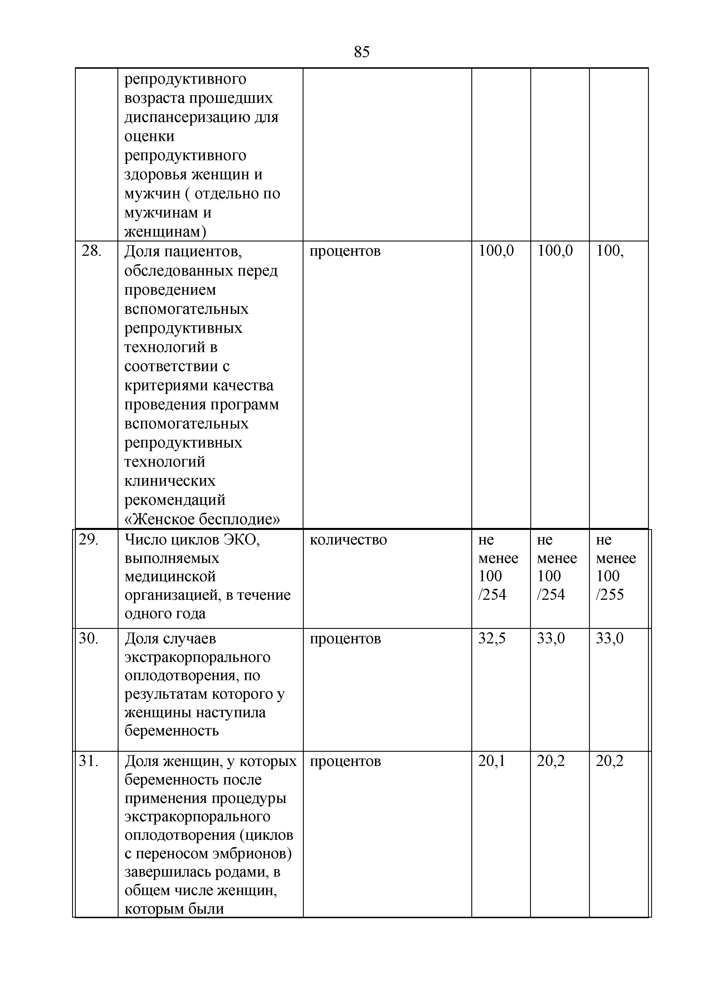 85
репродуктивного
возраста прошедших
диспансеризацию для
оценки
репродуктивного
здоровья женщин и
мужчин ( отдельно по
мужчинам и
женщинам)
28. Доля пациентов, процентов 100,0 100,0 100,
обследованных перед
проведением
вспомогательных
репродуктивных
технологий в
соответствии с
критериями качества
проведения программ
вспомогательных
репродуктивных
технологий
клинических
рекомендаций
«Женское бесплодие»
29. Число циклов ЭКО, количество не не не
выполняемых менее менее менее
медицинской 100 100 100
организацией, в течение /254 /254 /255
одного года
30. Доля случаев процентов 32,5 33,0 33,0
экстракорпорального
оплодотворения, по
результатам которого у
женщины наступила
беременность
31. Доля женщин, у которых процентов 20,1 20,2 20,2
беременность после
применения процедуры
экстракорпорального
оплодотворения (циклов
с переносом эмбрионов)
завершилась родами, в
общем числе женщин,
которым были